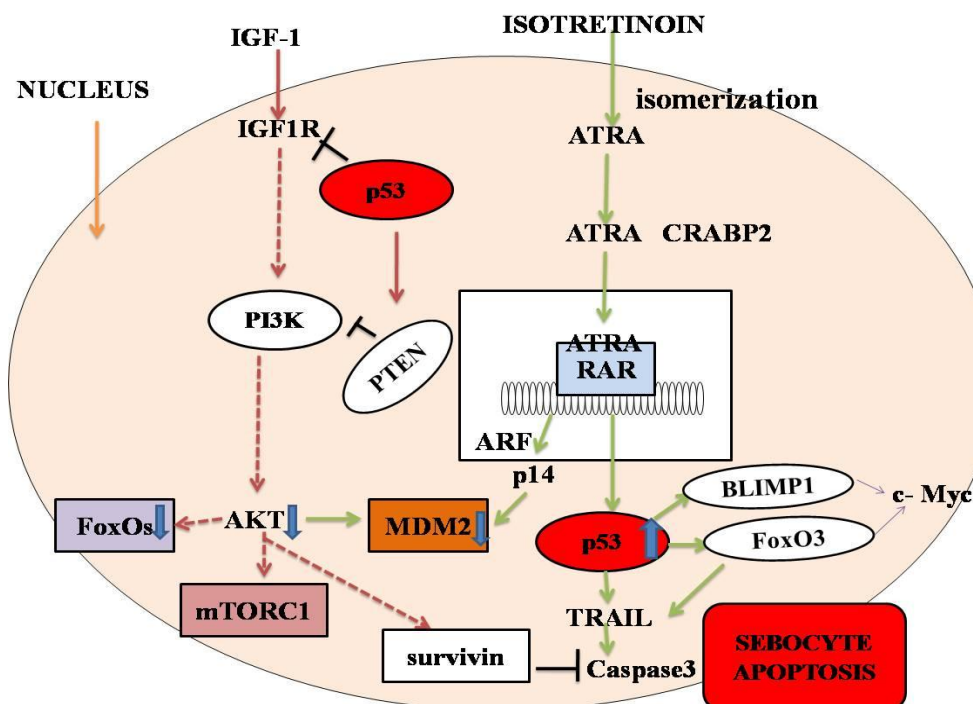 IGF-1
ISOTRETINOIN
NUCLEUS
isomerization
IGF1R
ATRA
p53
ATRA CRABP2
PI3K
PTEN
ATRA
RAR
ARF
p14
BLIMP1
c- Myc
FoxOs
AKT
MDM2
p53
FoxO3
mTORC1
TRAIL
survivin
Caspase3
SEBOCYTE
APOPTOSIS